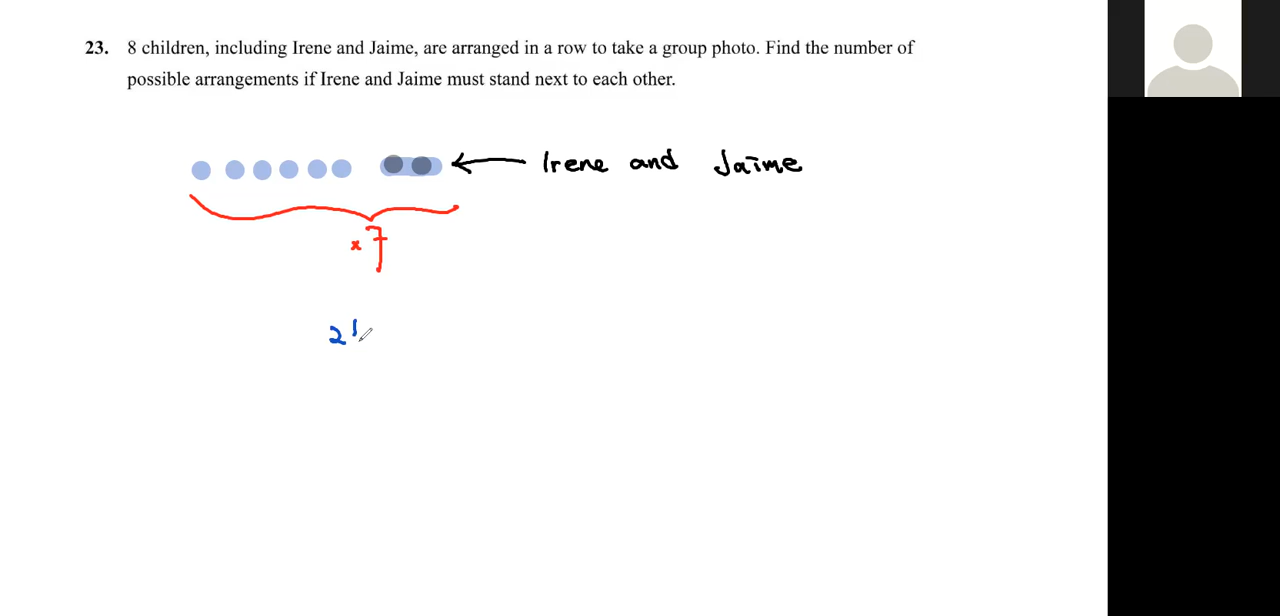 23. 8 children, including Irene and Jaime, are arranged in a row to take a group photo. Find the number of
possible arrangements if Irene and Jaime must stand next to each other.
Irene and Jaime
×7
2!